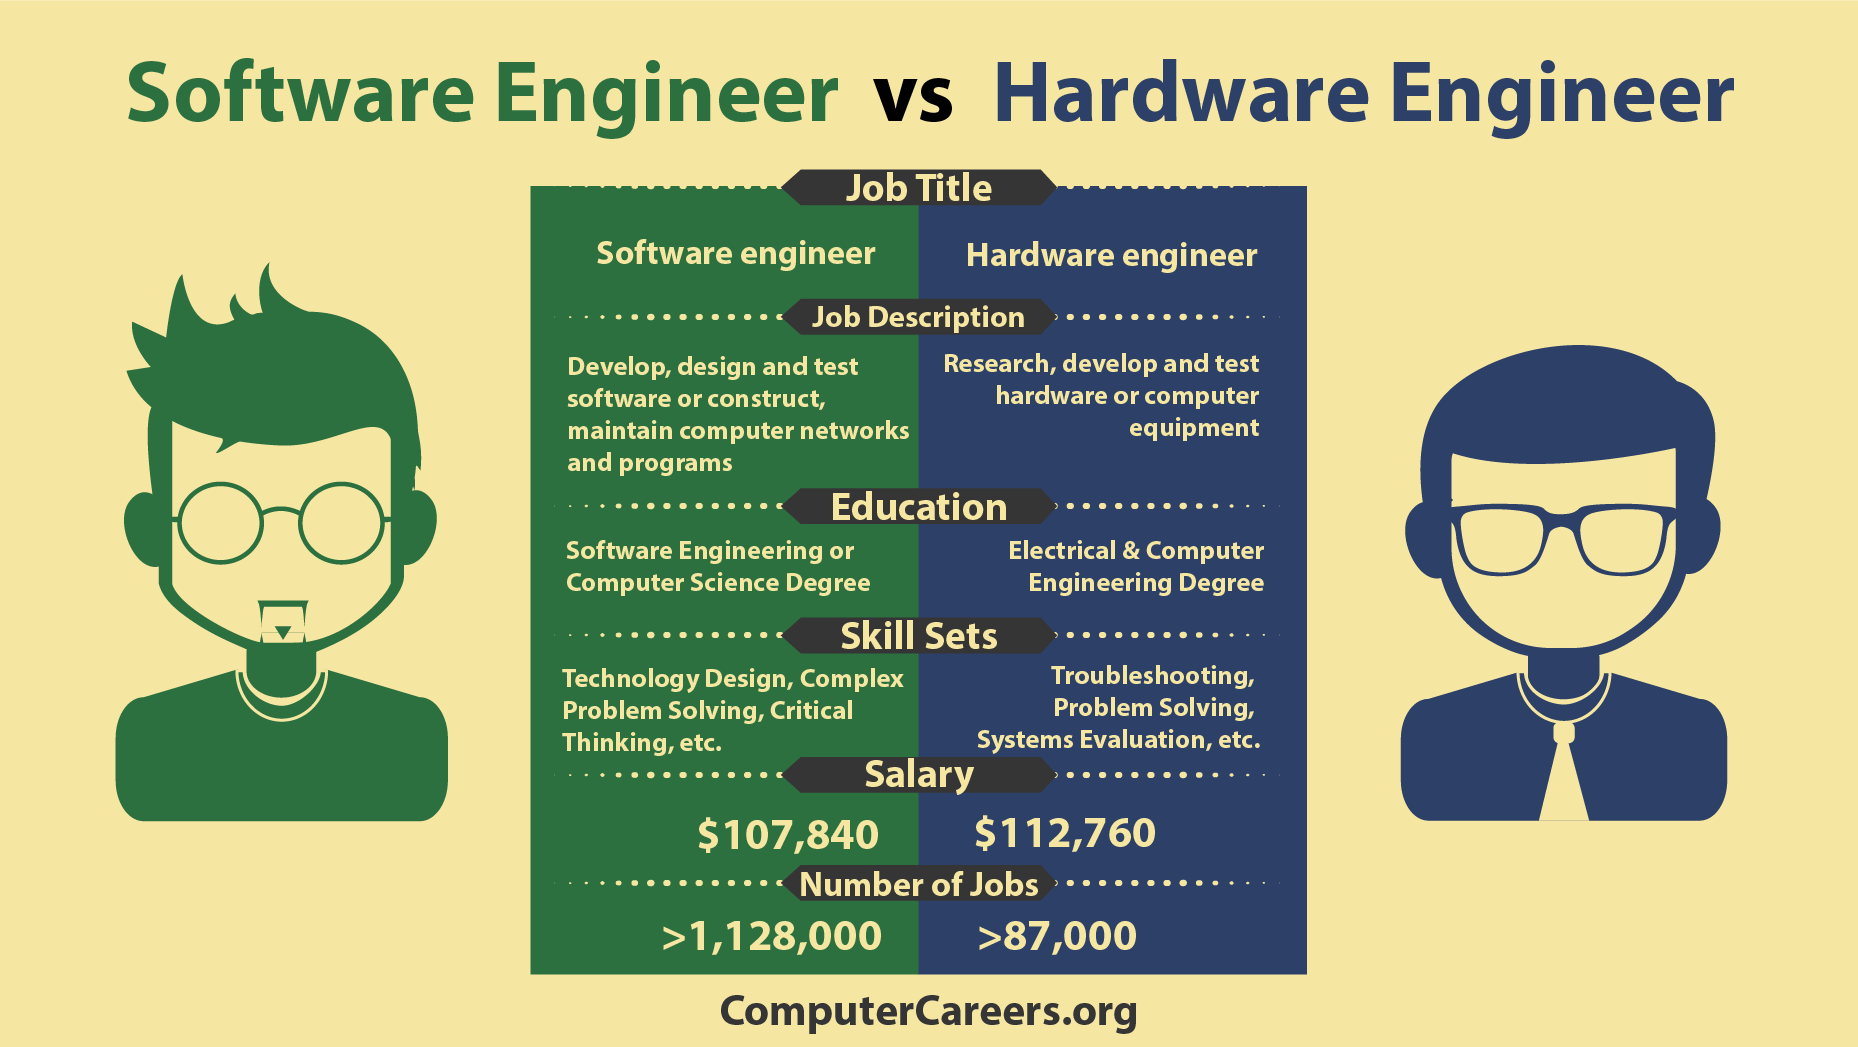 Software Engineer vs Hardware Engineer
Job Title
Software engineer
Hardware engineer
Job Description
Develop, design and test
software or construct,
maintain computer networks
and programs
Research, develop and test
hardware or computer
equipment
Education
Software Engineering or
Computer Science Degree
Electrical & Computer
Engineering Degree
Skill Sets
Technology Design, Complex
Problem Solving, Critical
Thinking, etc.
Troubleshooting,
Problem Solving,
Systems Evaluation, etc.
Salary
$107,840
$112,760
Number of Jobs
>1,128,000
>87,000
ComputerCareers.org